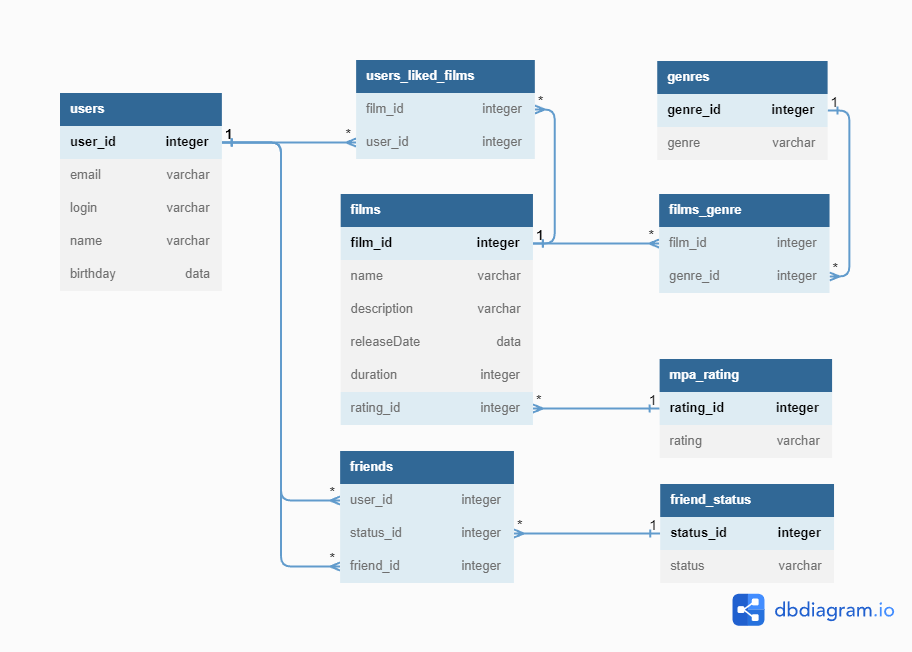 users
user_id integer
email varchar
login varchar
name varchar
birthday data
1
*
users_liked_films
film_id integer
user_id integer
*
films
film_id integer
name varchar
description varchar
releaseDate data
duration integer
rating_id integer
1
*
*
genres
genre_id integer
genre varchar
1
films_genre
film_id integer
genre_id integer
*
*
mpa_rating
rating_id integer
rating varchar
1
friends
user_id integer
status_id integer
friend_id integer
*
*
friend_status
status_id integer
status varchar
1
dbdiagram.io